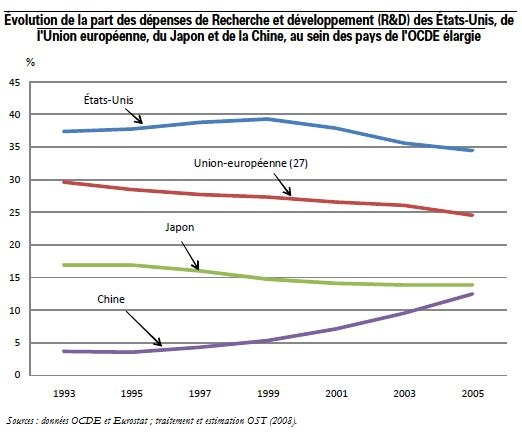 Évolution de la part des dépenses de Recherche et développement (R&D) des États-Unis, de
l'Union européenne, du Japon et de la Chine, au sein des pays de l'OCDE élargie
%
45
États-Unis
40
35
Union-européenne (27)
30
25
20
Japon
15
Chine
10
5
0
1993 1995 1997 1999 2001 2003 2005
Sources : données OCDE et Eurostat ; traitement et estimation OST (2008).